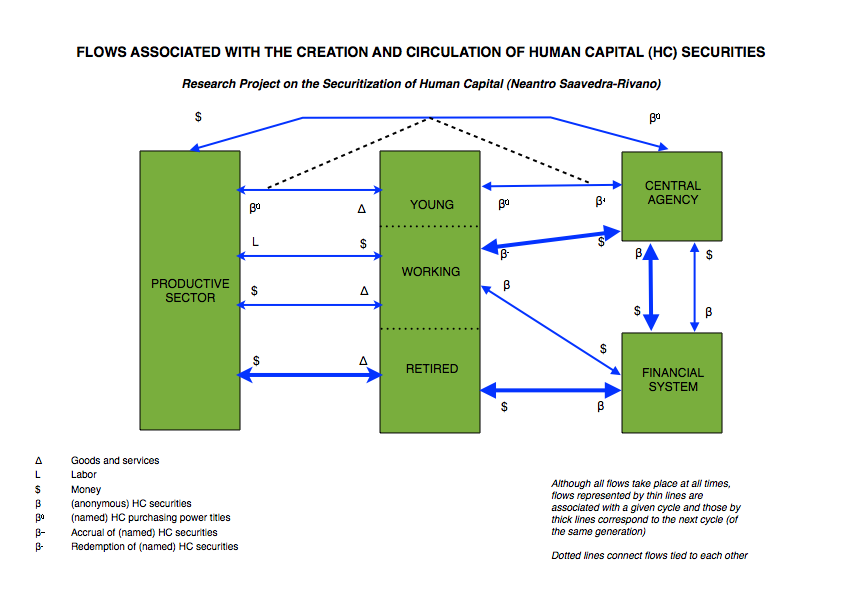 FLOWS ASSOCIATED WITH THE CREATION AND CIRCULATION OF HUMAN CAPITAL (HC) SECURITIES
Research Project on the Securitization of Human Capital (Neantro Saavedra-Rivano)
$
βº
PRODUCTIVE
SECTOR
βº
Δ
L
$
$
Δ
$
Δ
YOUNG
WORKING
RETIRED
βº
β⁺
β-
$
β
$
$
β
CENTRAL
AGENCY
β
$
$
β
FINANCIAL
SYSTEM
Δ Goods and services
L Labor
$ Money
β (anonymous) HC securities
βº (named) HC purchasing power titles
β~ Accrual of (named) HC securities
β- Redemption of (named) HC securities
Although all flows take place at all times,
flows represented by thin lines are
associated with a given cycle and those by
thick lines correspond to the next cycle (of
the same generation)
Dotted lines connect flows tied to each other